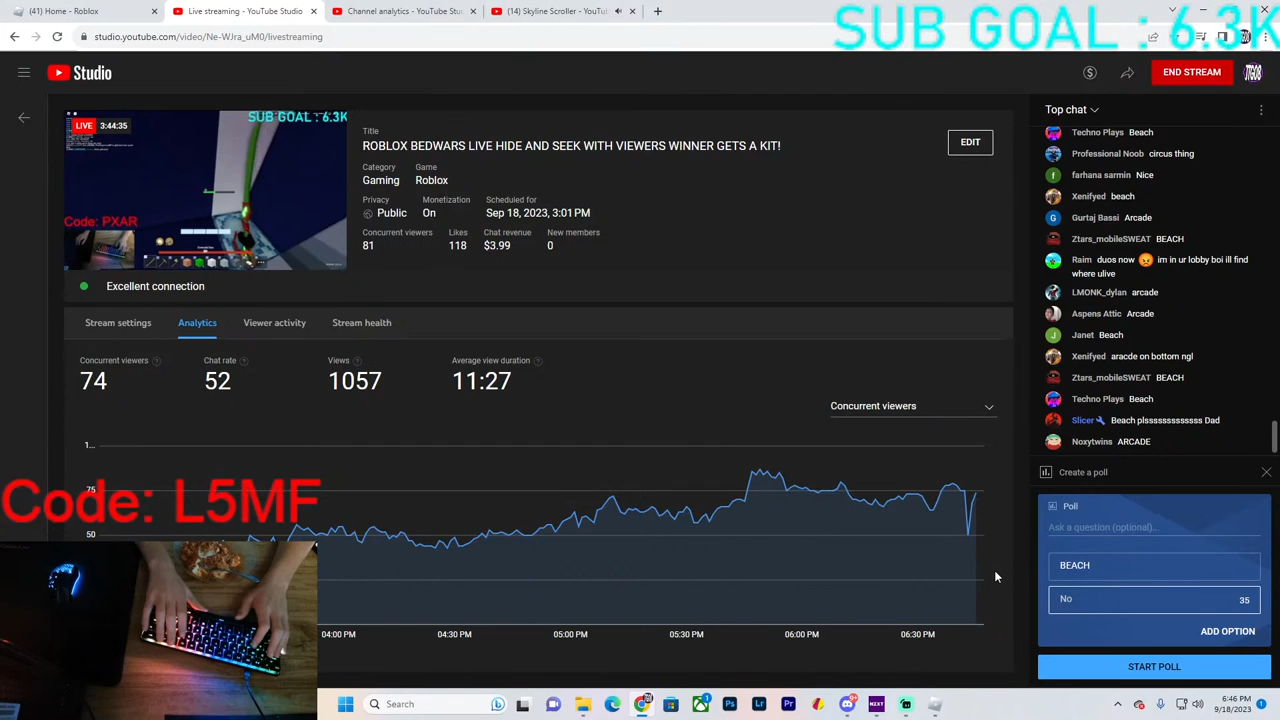 (41) Home - Roblox
Live streaming - YouTube Studio
Channel analytics - YouTube Studio
(14) Skyline Scroller - YouTube
studio.youtube.com/video/Ne-WJra_uM0/livestreaming
SUB GOAL : 6.3K
Studio
END STREAM
LIVE 3:44:35
SUB GOAL : 6.3K
Code: PXAR
Title
ROBLOX BEDWARS LIVE HIDE AND SEEK WITH VIEWERS WINNER GETS A KIT!
EDIT
Category Game
Gaming Roblox
Privacy Monetization Scheduled for
Public On Sep 18, 2023, 3:01 PM
Concurrent viewers Likes Chat revenue New members
81 118 $3.99 0
Excellent connection
Stream settings Analytics Viewer activity Stream health
Concurrent viewers Chat rate Views Average view duration
74 52 1057 11:27
Concurrent viewers
1...
75
50
04:00 PM 04:30 PM 05:00 PM 05:30 PM 06:00 PM 06:30 PM
Code: L5MF
Top chat
Techno Plays Beach
Professional Noob circus thing
farhana sarmin Nice
Xenifyed beach
Gurtaj Bassi Arcade
Ztars_mobileSWEAT BEACH
Raim duos now 😡 im in ur lobby boi ill find
where ulive
LMONK_dylan arcade
Aspens Attic Arcade
Janet Beach
Xenifyed aracde on bottom ngl
Ztars_mobileSWEAT BEACH
Techno Plays Beach
Slicer Beach plsssssssssssss Dad
Noxytwins ARCADE
Create a poll
Poll
Ask a question (optional)...
BEACH
No 35
ADD OPTION
START POLL
Search
6:46 PM
9/18/2023